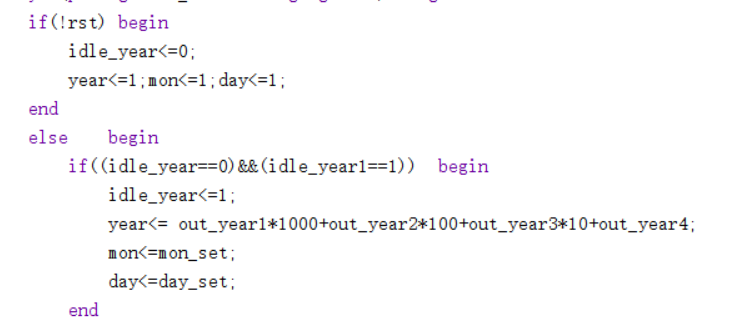 if(!rst) begin
idle_year<=0;
year<=1;mon<=1;day<=1;
end
else begin
if((idle_year==0)&&(idle_year1==1)) begin
idle_year<=1;
year<= out_year1*1000+out_year2*100+out_year3*10+out_year4;
mon<=mon_set;
day<=day_set;
end